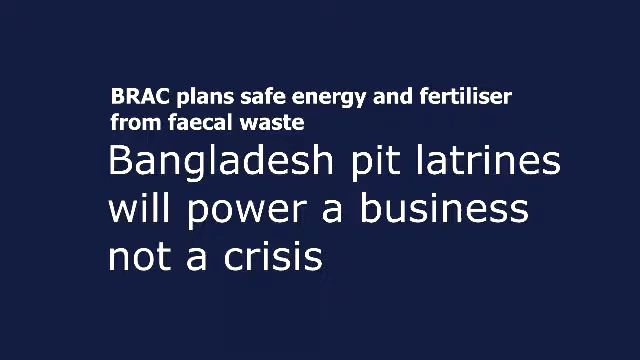 BRAC plans safe energy and fertiliser
from faecal waste
Bangladesh pit latrines
will power a business
not a crisis